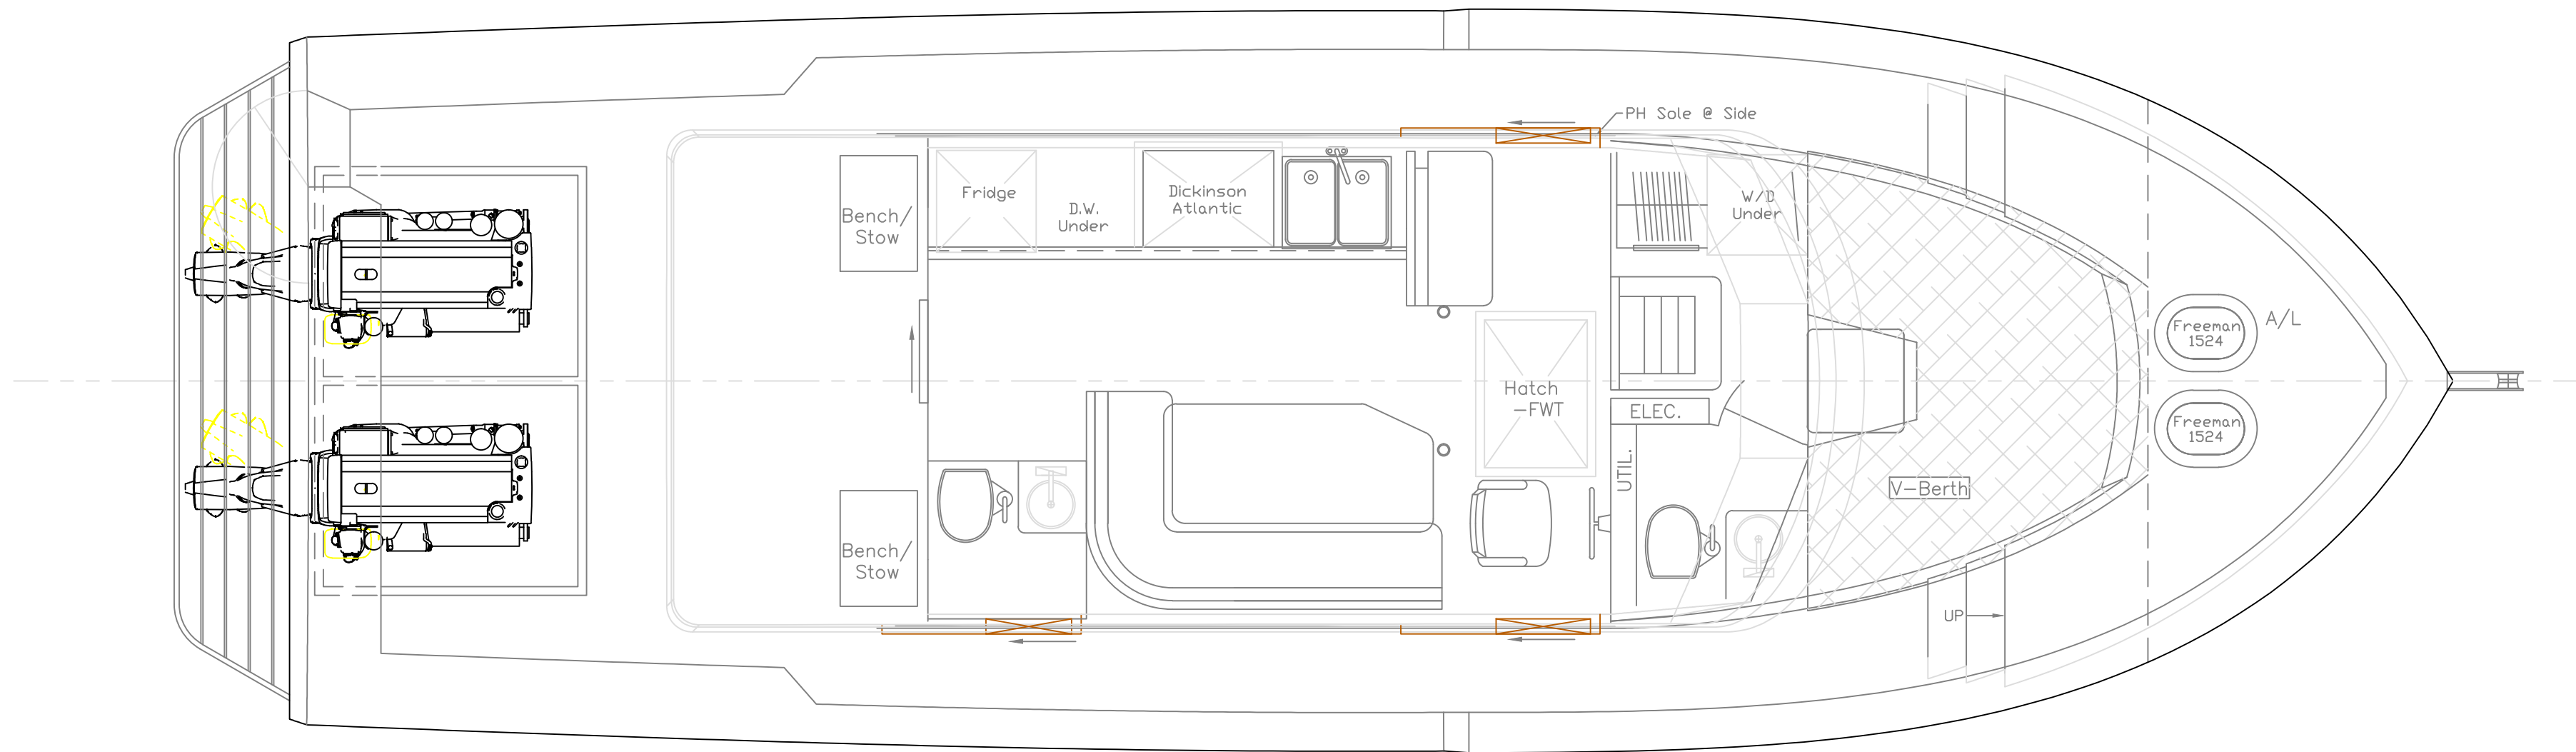 PH Sole @ Side
Bench/
Stow
Fridge
D.W.
Under
Dickinson
Atlantic
W/D
Under
Freeman
1524
A/L
Hatch
-FWT
ELEC.
Freeman
1524
UTIL.
V-Berth
Bench/
Stow
UP